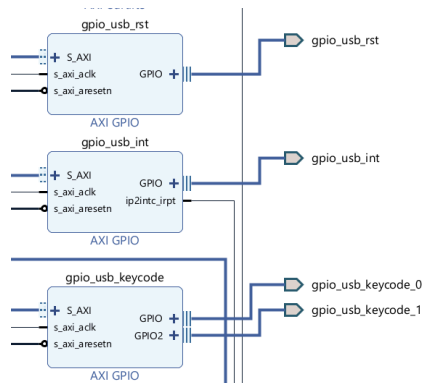 gpio_usb_rst
gpio_usb_rst
S_AXI
s_axi_aclk
GPIO
s_axi_aresetn
AXI GPIO
gpio_usb_int
gpio_usb_int
S_AXI
GPIO
s_axi_aclk
ip2intc_irpt
s_axi_aresetn
AXI GPIO
gpio_usb_keycode
gpio_usb_keycode_0
S_AXI
GPIO
gpio_usb_keycode_1
s_axi_aclk
GPIO2
s_axi_aresetn
AXI GPIO